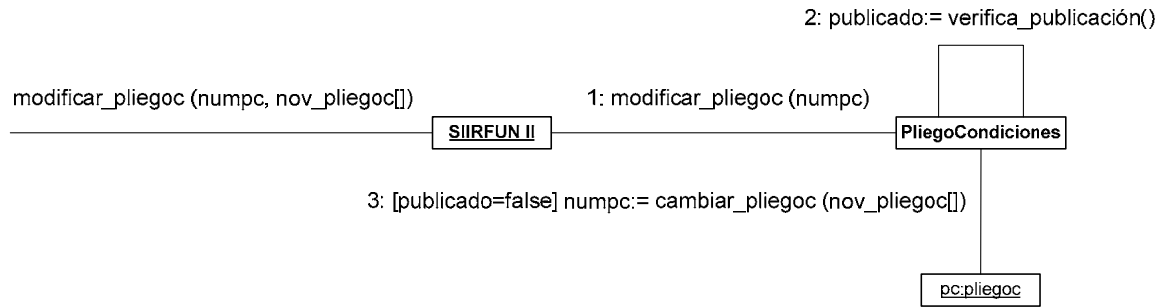 2: publicado:= verifica_publicación()
modificar_pliegoc (numpc, nov_pliegoc[])
1: modificar_pliegoc (numpc)
SIIRFUN II
PliegoCondiciones
3: [publicado=false] numpc:= cambiar_pliegoc (nov_pliegoc[])
pc:pliegoc